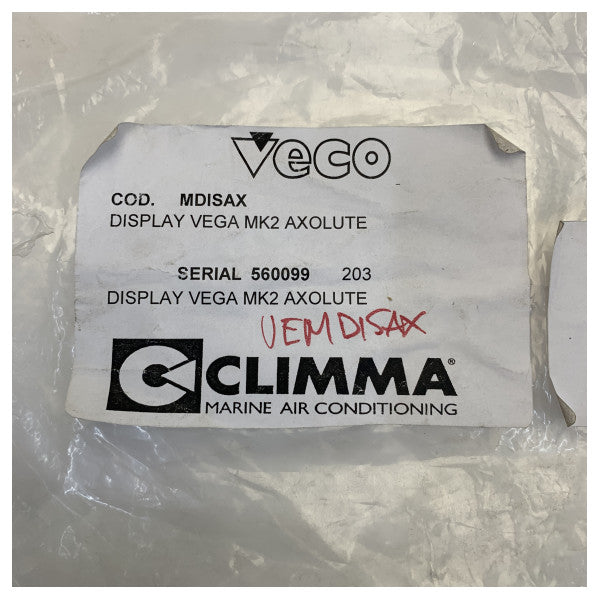 veco
COD. MDISAX
DISPLAY VEGA MK2 AXOLUTE
SERIAL 560099 203
DISPLAY VEGA MK2 AXOLUTE
VEMDISAX
CLIMMA®
MARINE AIR CONDITIONING